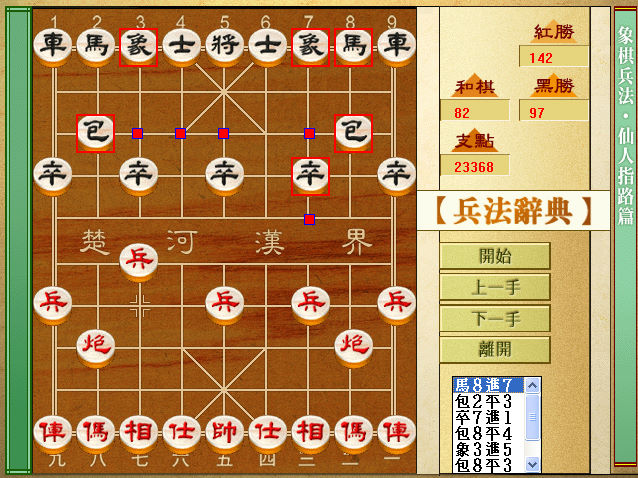 1 2 3 4 5 6 7 8 9
車 馬 象 士 將 士 象 馬 車
包 包
卒 卒 卒 卒 卒
楚 河 漢 界
兵
兵 兵 兵 兵
炮 炮
俥 傌 相 仕 帥 仕 相 傌 俥
九 八 七 六 五 四 三 二 一
紅勝
142
和棋 黑勝
82 97
支點
23368
【兵法辭典】
開始
上一手
下一手
離開
馬8進7
包2平3
卒7進1
包8平4
象3進5
包8平3
象棋兵法・仙人指路篇